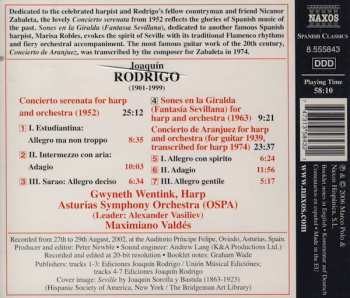 Dedicated to the celebrated harpist and Rodrigo's fellow countryman and friend Nicanor
Zabaleta, the lovely Concierto serenata from 1952 reflects the glories of Spanish music of the
past. Sones en la Giralda (Fantasia Sevillana), dedicated to another famous Spanish
harpist, Marisa Robles, evokes the spirit of Seville with its traditional Flamenco rhythms
and fiery orchestral accompaniment. The most famous guitar work of the 20th century,
Concierto de Aranjuez, was transcribed by the composer for Zabaleta in 1974.
Joaquín
RODRIGO
(1901-1999)
Concierto serenata for harp
and orchestra (1952) 25:12
1 I. Estudiantina:
Allegro ma non troppo 8:35
2 II. Intermezzo con aria:
Adagio
3 III. Sarao: Allegro deciso 6:34
4 Sones en la Giralda
(Fantasia Sevillana) for
harp and orchestra (1963) 9:21
Concierto de Aranjuez for harp
and orchestra (for guitar 1939,
transcribed for harp 1974) 23:37
5 I. Allegro con spirito 6:24
6 II. Adagio 11:56
7 III. Allegro gentile
Gwyneth Wentink, Harp
Asturias Symphony Orchestra (OSPA)
(Leader: Alexander Vasiliev)
Maximiano Valdés
Recorded from 27th to 29th August, 2002, at the Auditorio Príncipe Felipe, Oviedo, Asturias, Spain
Producer and editor: Peter Newble • Sound engineer: Andrew Lang (K&A Productions Ltd.)
Recorded and edited at 20-bit resolution • Booklet notes: Graham Wade
Publishers: tracks 1-3: Ediciones Joaquín Rodrigo / Unión Musical Ediciones;
tracks 4-7 Ediciones Joaquín Rodrigo
Cover picture: Seville by Joaquín Sorolla y Bastida (1863-1923)
(Hispanic Society of America, New York / The Bridgeman Art Library)
NAXOS
SPANISH CLASSICS
8.555843
DDD
Playing Time
58:10
www.naxos.com
Made in the EU